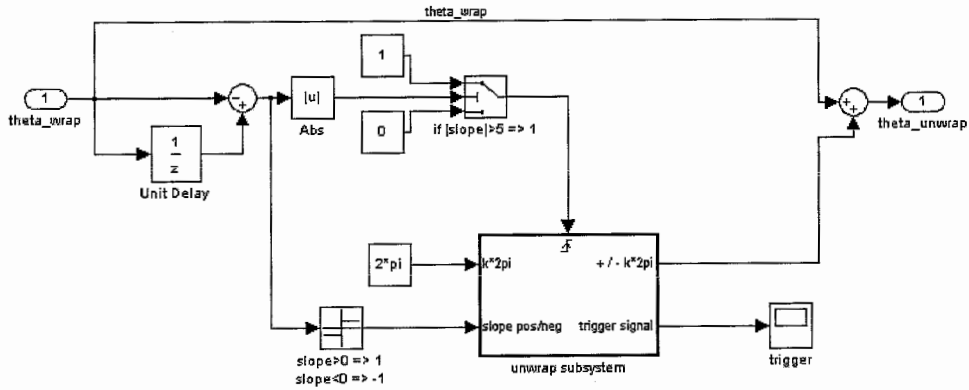 theta_wrap
1
theta_wrap
-
+
1
z
Unit Delay
|u|
Abs
1
0
if |slope|>5 => 1
+
+
1
theta_unwrap
2*pi
k*2pi
+ / - k*2pi
slope pos/neg
trigger signal
unwrap subsystem
trigger
slope>0 => 1
slope<0 => -1